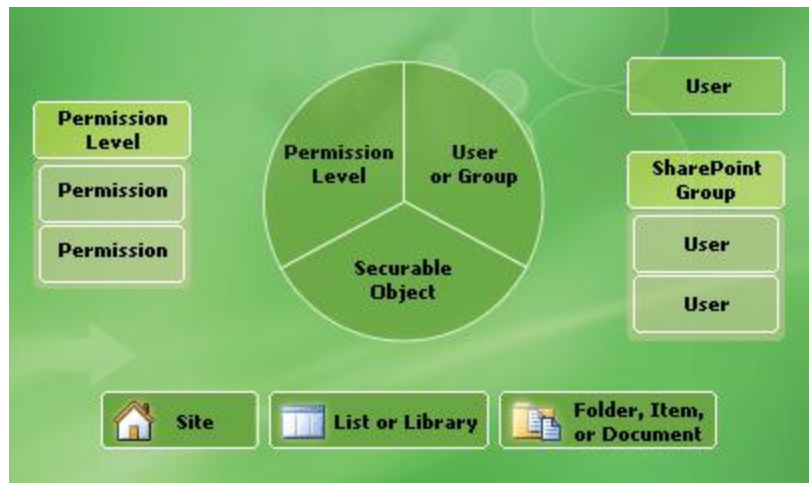 Permission
Level
Permission
Permission
Permission
Level
User
or Group
Securable
Object
User
SharePoint
Group
User
User
Site
List or Library
Folder, Item,
or Document